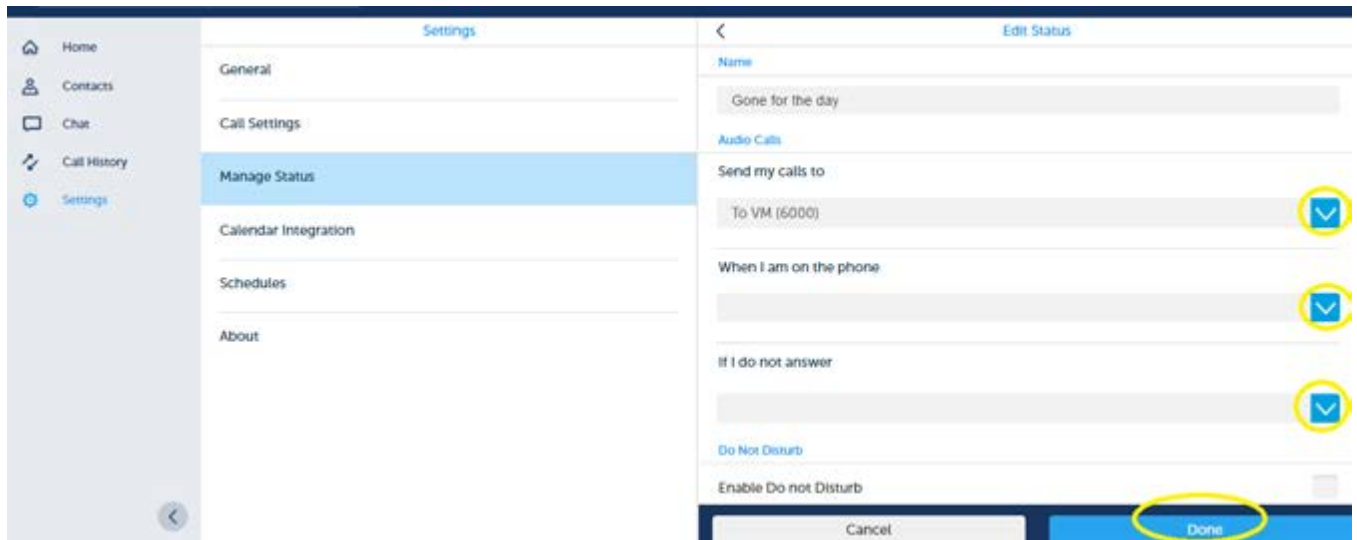 Home
Contacts
Chat
Call History
Settings
Settings
General
Call Settings
Manage Status
Calendar Integration
Schedules
About
Edit Status
Name
Gone for the day
Audio Calls
Send my calls to
To VM (6000)
When I am on the phone
If I do not answer
Do Not Disturb
Enable Do not Disturb
Cancel
Done